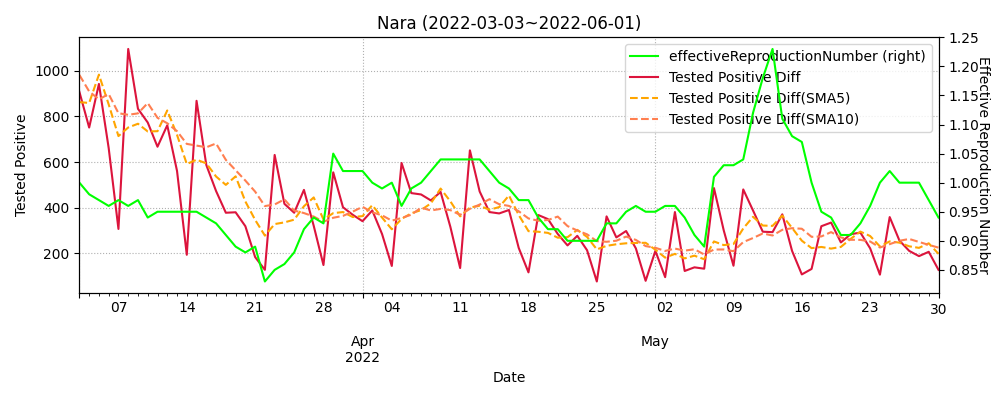 Nara (2022-03-03~2022-06-01)
effectiveReproductionNumber (right)
Tested Positive Diff
Tested Positive Diff(SMA5)
Tested Positive Diff(SMA10)
Tested Positive
1000
800
600
400
200
Effective Reproduction Number
1.25
1.20
1.15
1.10
1.05
1.00
0.95
0.90
0.85
07 14 21 28 04 11 18 25 02 09 16 23 30
Apr May
2022
Date